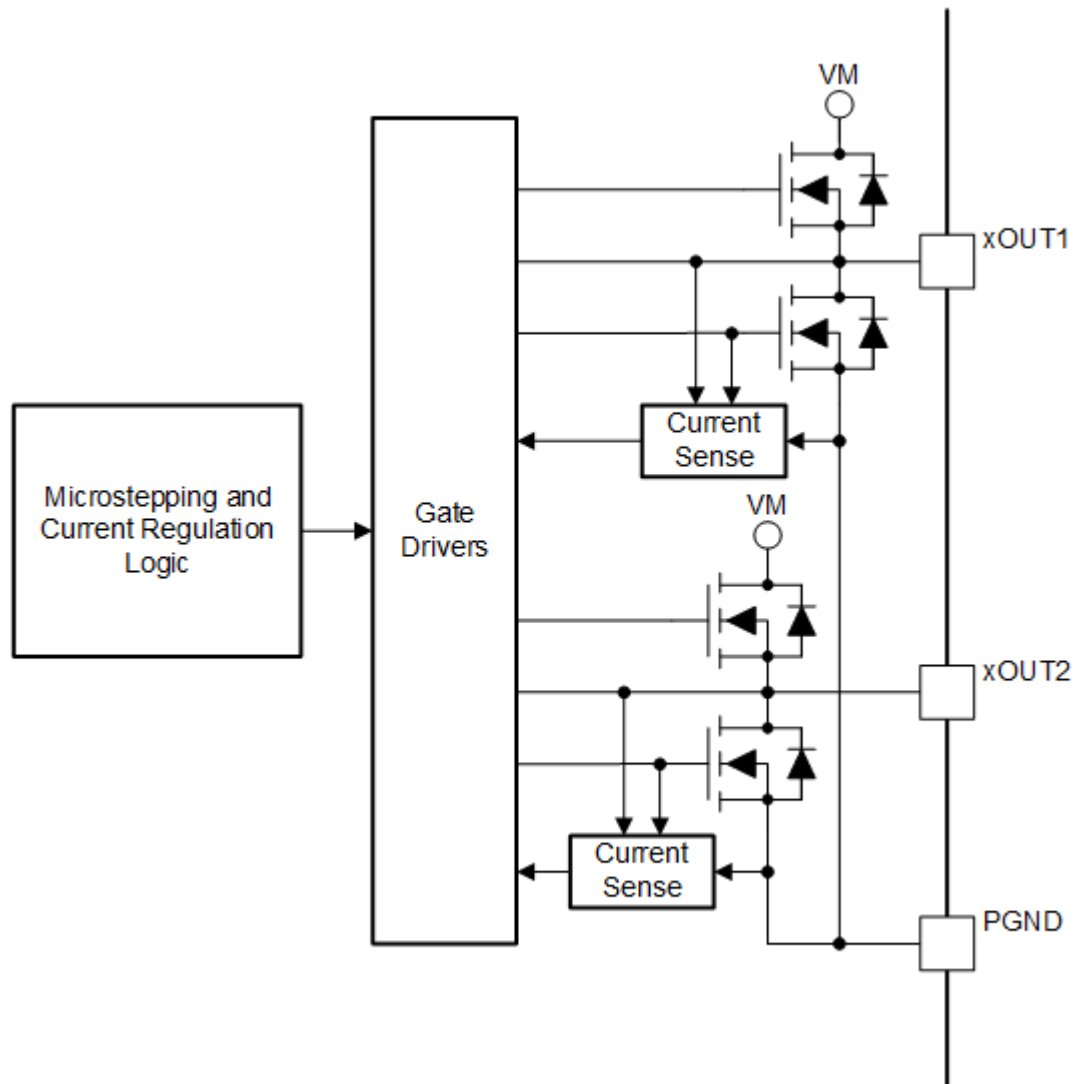 VM
xOUT1
Current
Sense
Microstepping and
Current Regulation
Logic
Gate
Drivers
VM
xOUT2
Current
Sense
PGND